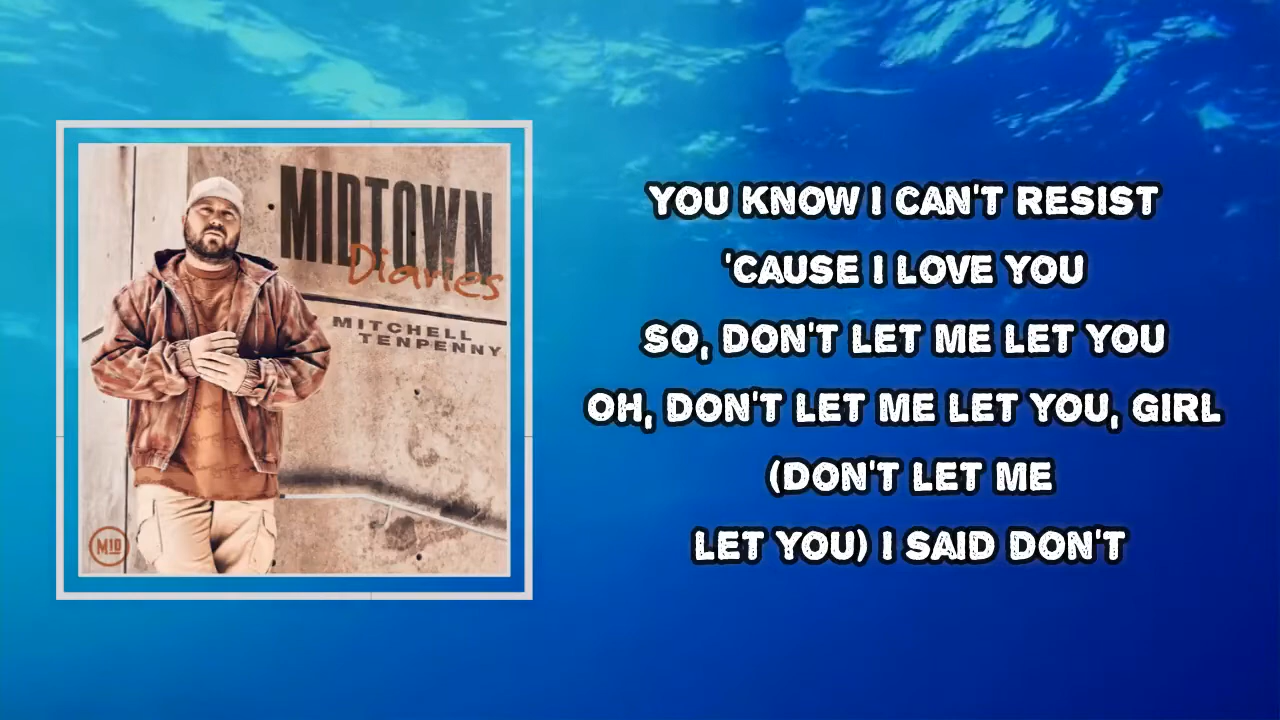 MIDTOWN
Diaries
MITCHELL
TENPENNY
MID
YOU KNOW I CAN'T RESIST
'CAUSE I LOVE YOU
SO, DON'T LET ME LET YOU
OH, DON'T LET ME LET YOU, GIRL
(DON'T LET ME
LET YOU) I SAID DON'T